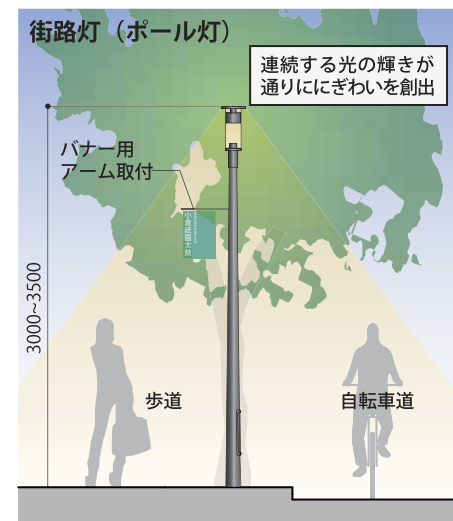 街路灯（ポール灯）
連続する光の輝きが
通りににぎわいを創出
バナー用
アーム取付
小倉祇園太鼓
3000~3500
歩道
自転車道